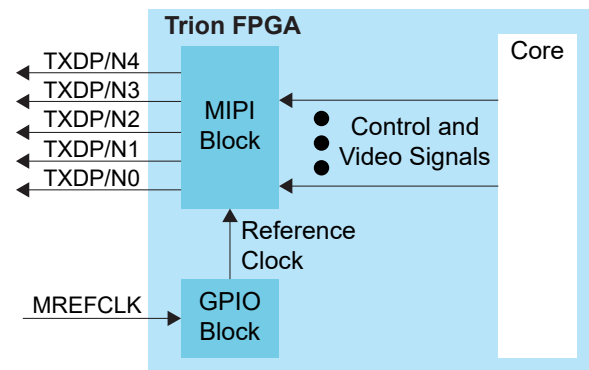 Trion FPGA
TXDP/N4
TXDP/N3
TXDP/N2
TXDP/N1
TXDP/N0
MIPI
Block
Core
Control and
Video Signals
Reference
Clock
MREFCLK
GPIO
Block